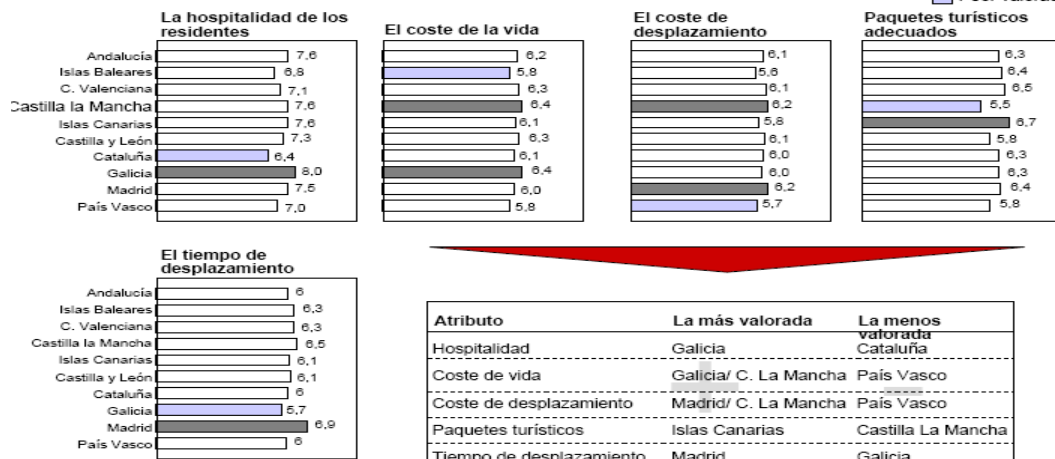 Peor valorad
La hospitalidad de los
residentes
Andalucía 7,6
Islas Baleares 6,8
C. Valenciana 7,1
Castilla la Mancha 7,6
Islas Canarias 7,6
Castilla y León 7,3
Cataluña 6,4
Galicia 8,0
Madrid 7,5
País Vasco 7,0
El coste de la vida
6,2
5,8
6,3
6,4
6,1
6,3
6,1
6,4
6,0
5,8
El coste de
desplazamiento
6,1
5,6
6,1
6,2
5,8
6,1
6,0
6,0
6,2
5,7
Paquetes turísticos
adecuados
6,3
6,4
6,5
5,5
6,7
5,8
6,3
6,3
6,4
5,8
El tiempo de
desplazamiento
Andalucía 6
Islas Baleares 6,3
C. Valenciana 6,3
Castilla la Mancha 6,5
Islas Canarias 6,1
Castilla y León 6,1
Cataluña 6
Galicia 5,7
Madrid 6,9
País Vasco 6
Atributo La más valorada La menos
valorada
Hospitalidad Galicia Cataluña
Coste de vida Galicia/ C. La Mancha País Vasco
Coste de desplazamiento Madrid/ C. La Mancha País Vasco
Paquetes turísticos Islas Canarias Castilla La Mancha
Tiempo de desplazamiento Madrid Galicia